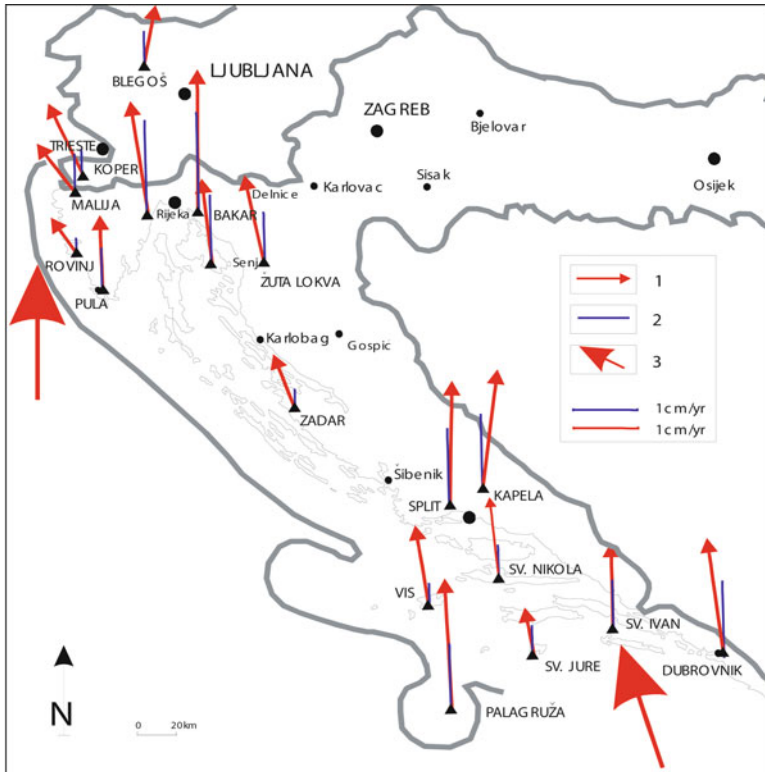 BLEGOŠ
LJUBLJANA
ZAGREB
Bjelovar
TRIESTE
KOPER
Sisak
Osijek
Karlovac
Delnice
MALIJA
Rijeka
BAKAR
ROVINJ
Senj
ŽUTA LOKVA
PULA
1
2
3
1cm/yr
1cm/yr
Karlobag
Gospić
ZADAR
Šibenik
KAPELA
SPLIT
SV. NIKOLA
VIS
SV. IVAN
SV. JURE
DUBROVNIK
PALAGRUŽA
N
0 20km